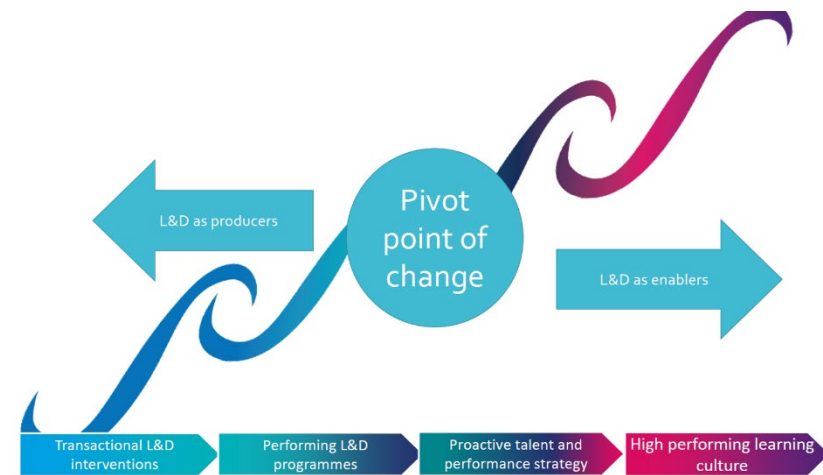 Pivot
point of
change
L&D as producers
L&D as enablers
Transactional L&D
interventions
Performing L&D
programmes
Proactive talent and
performance strategy
High performing learning
culture